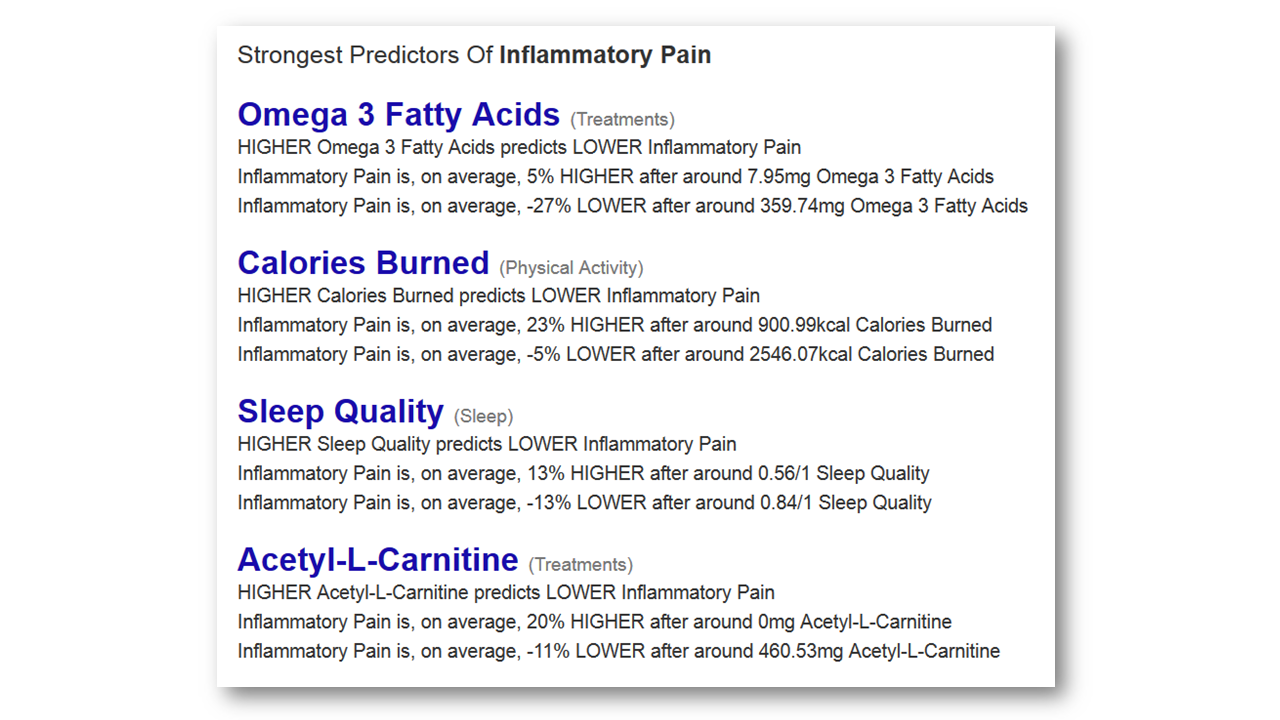 Strongest Predictors Of Inflammatory Pain
Omega 3 Fatty Acids (Treatments)
HIGHER Omega 3 Fatty Acids predicts LOWER Inflammatory Pain
Inflammatory Pain is, on average, 5% HIGHER after around 7.95mg Omega 3 Fatty Acids
Inflammatory Pain is, on average, -27% LOWER after around 359.74mg Omega 3 Fatty Acids
Calories Burned (Physical Activity)
HIGHER Calories Burned predicts LOWER Inflammatory Pain
Inflammatory Pain is, on average, 23% HIGHER after around 900.99kcal Calories Burned
Inflammatory Pain is, on average, -5% LOWER after around 2546.07kcal Calories Burned
Sleep Quality (Sleep)
HIGHER Sleep Quality predicts LOWER Inflammatory Pain
Inflammatory Pain is, on average, 13% HIGHER after around 0.56/1 Sleep Quality
Inflammatory Pain is, on average, -13% LOWER after around 0.84/1 Sleep Quality
Acetyl-L-Carnitine (Treatments)
HIGHER Acetyl-L-Carnitine predicts LOWER Inflammatory Pain
Inflammatory Pain is, on average, 20% HIGHER after around 0mg Acetyl-L-Carnitine
Inflammatory Pain is, on average, -11% LOWER after around 460.53mg Acetyl-L-Carnitine